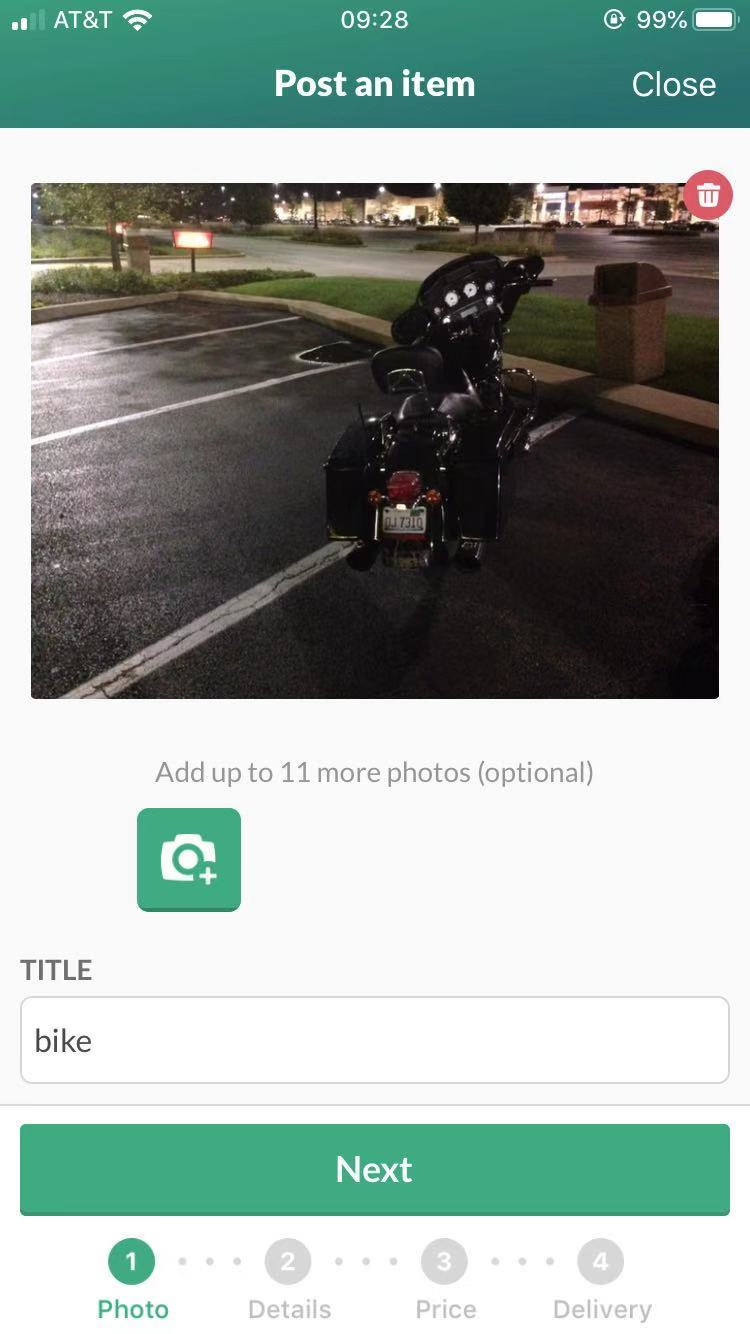 AT&T 09:28 99%
Post an item Close
Add up to 11 more photos (optional)
TITLE
bike
Next
1 2 3 4
Photo Details Price Delivery